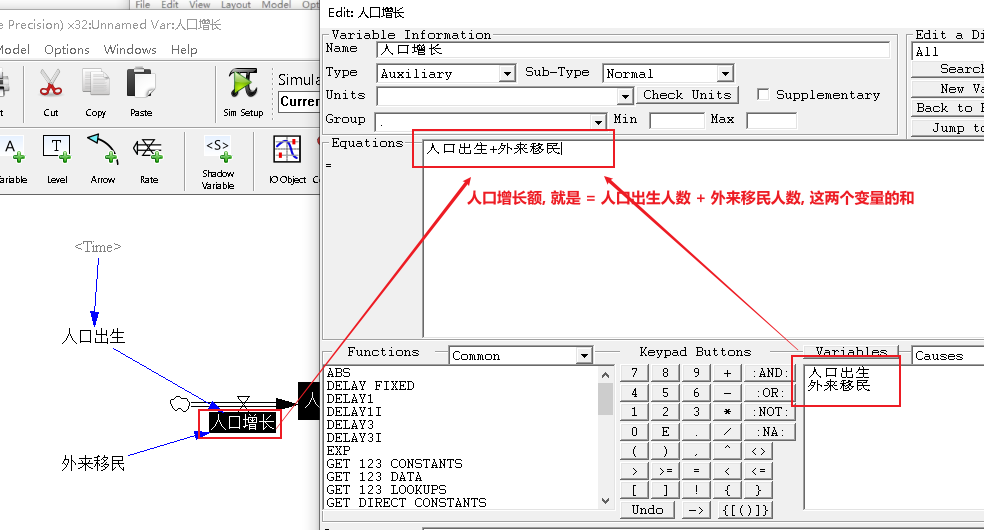 File Edit View Layout Model
e Precision) x32:Unnamed Var:人口增长
Model Options Windows Help
Cut
Copy
Paste
Sim Setup
Simula
Curren
Variable
Level
Arrow
Rate
Shadow
Variable
IO Object
<Time>
人口出生
人口增长
外来移民
Edit: 人口增长
Variable Information
Name 人口增长
Type Auxiliary Sub-Type Normal
Units Check Units Supplementary
Group . Min Max
Edit a Di
All
Search
New Va
Back to
Jump to
Equations
=
人口出生+外来移民
人口增长额, 就是 = 人口出生人数 + 外来移民人数, 这两个变量的和
Functions Common
ABS
DELAY FIXED
DELAY1
DELAY1I
DELAY3
DELAY3I
EXP
GET 123 CONSTANTS
GET 123 DATA
GET 123 LOOKUPS
GET DIRECT CONSTANTS
Keypad Buttons
7 8 9 + :AND:
4 5 6 - :OR:
1 2 3 * :NOT:
0 E . / :NA:
( ) , ^ <>
> >= = < <=
[ ] ! { }
Undo -> {[()]}
Variables Causes
人口出生
外来移民